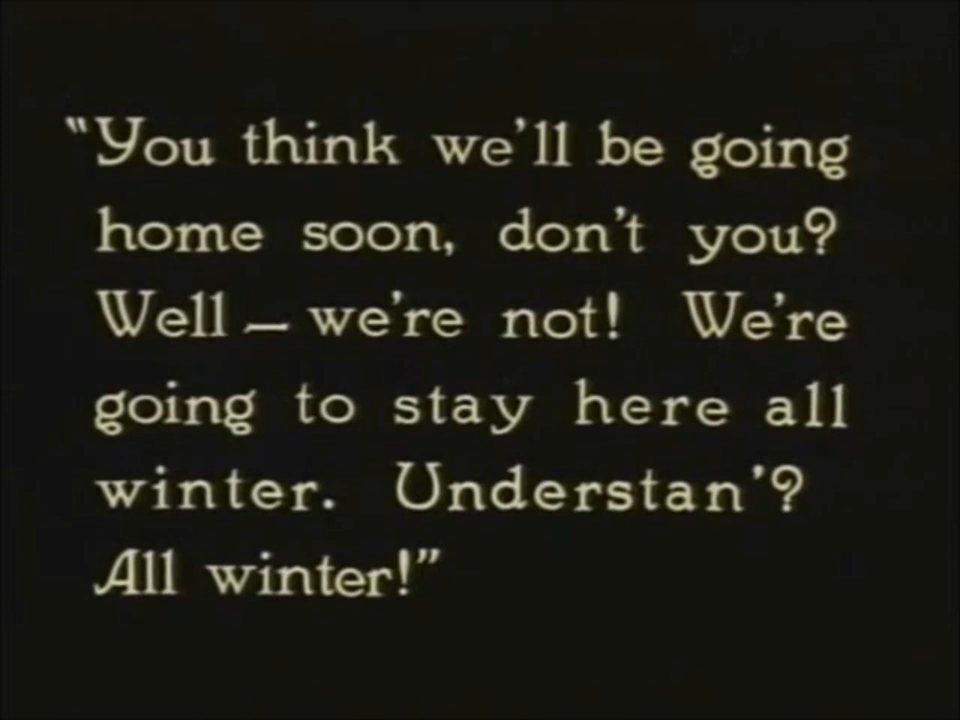 “You think we’ll be going
home soon, don’t you?
Well — we’re not! We’re
going to stay here all
winter. Understan’?
All winter!”